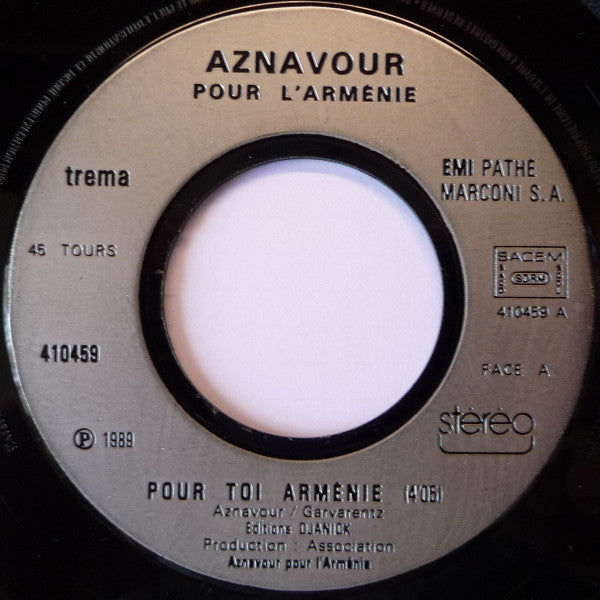 AZNAVOUR
POUR L'ARMÉNIE
trema
EMI PATHÉ
MARCONI S.A.
45 TOURS
SACEM
SDRM
410459 A
410459
FACE A
℗ 1989
stéréo
POUR TOI ARMÉNIE (4'05)
Aznavour / Garvarentz
Editions DJANICK
Production : Association
Aznavour pour l'Arménie